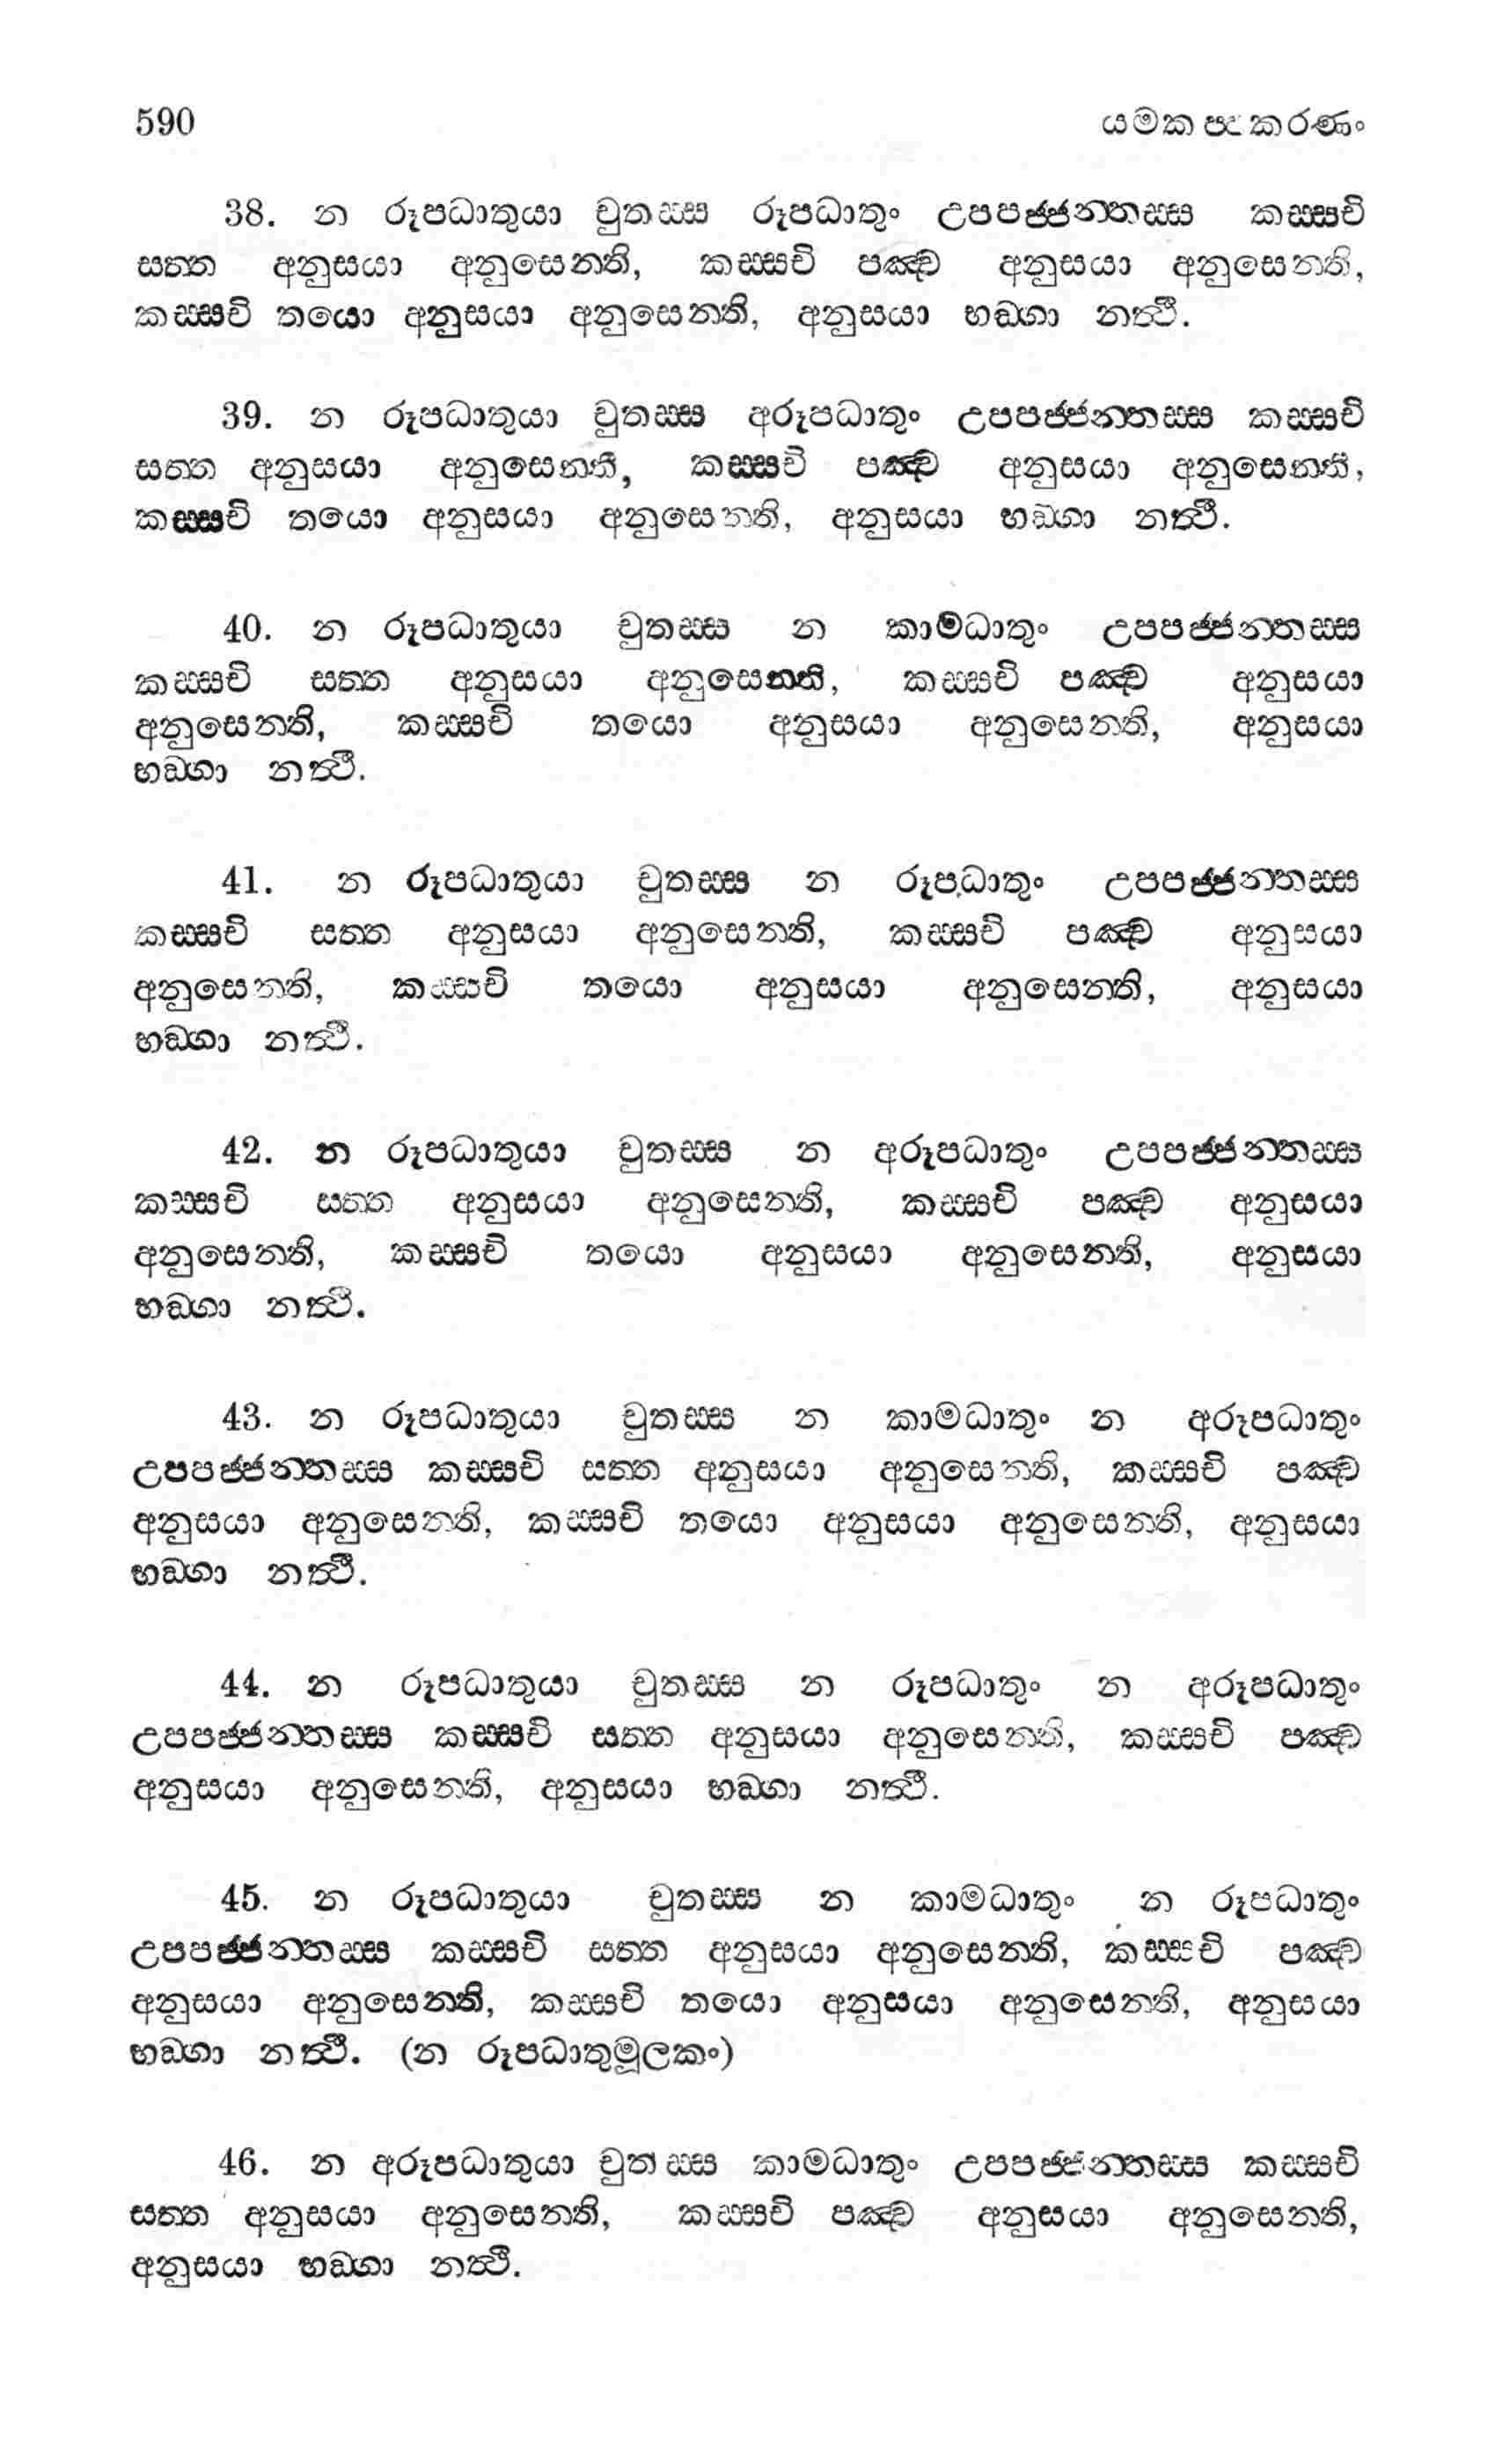 590 යමක පකරණං
38. න රූපධාතුයා චුතස්ස රූපධාතුං උපපජ්ජන්තස්ස කස්සචි
සත්ත අනුසයා අනුසෙන්ති, කස්සචි පඤ්ච අනුසයා අනුසෙන්ති,
කස්සචි තයො අනුසයා අනුසෙන්ති, අනුසයා භඞ්ගා නත්ථි.
39. න රූපධාතුයා චුතස්ස අරූපධාතුං උපපජ්ජන්තස්ස කස්සචි
සත්ත අනුසයා අනුසෙන්ති, කස්සචි පඤ්ච අනුසයා අනුසෙන්ති,
කස්සචි තයො අනුසයා අනුසෙන්ති, අනුසයා භඞ්ගා නත්ථි.
40. න රූපධාතුයා චුතස්ස න කාමධාතුං උපපජ්ජන්තස්ස
කස්සචි සත්ත අනුසයා අනුසෙන්ති, කස්සචි පඤ්ච අනුසයා
අනුසෙන්ති, කස්සචි තයො අනුසයා අනුසෙන්ති, අනුසයා
භඞ්ගා නත්ථි.
41. න රූපධාතුයා චුතස්ස න රූපධාතුං උපපජ්ජන්තස්ස
කස්සචි සත්ත අනුසයා අනුසෙන්ති, කස්සචි පඤ්ච අනුසයා
අනුසෙන්ති, කස්සචි තයො අනුසයා අනුසෙන්ති, අනුසයා
භඞ්ගා නත්ථි.
42. න රූපධාතුයා චුතස්ස න අරූපධාතුං උපපජ්ජන්තස්ස
කස්සචි සත්ත අනුසයා අනුසෙන්ති, කස්සචි පඤ්ච අනුසයා
අනුසෙන්ති, කස්සචි තයො අනුසයා අනුසෙන්ති, අනුසයා
භඞ්ගා නත්ථි.
43. න රූපධාතුයා චුතස්ස න කාමධාතුං න අරූපධාතුං
උපපජ්ජන්තස්ස කස්සචි සත්ත අනුසයා අනුසෙන්ති, කස්සචි පඤ්ච
අනුසයා අනුසෙන්ති, කස්සචි තයො අනුසයා අනුසෙන්ති, අනුසයා
භඞ්ගා නත්ථි.
44. න රූපධාතුයා චුතස්ස න රූපධාතුං න අරූපධාතුං
උපපජ්ජන්තස්ස කස්සචි සත්ත අනුසයා අනුසෙන්ති, කස්සචි පඤ්ච
අනුසයා අනුසෙන්ති, අනුසයා භඞ්ගා නත්ථි.
45. න රූපධාතුයා චුතස්ස න කාමධාතුං න රූපධාතුං
උපපජ්ජන්තස්ස කස්සචි සත්ත අනුසයා අනුසෙන්ති, කස්සචි පඤ්ච
අනුසයා අනුසෙන්ති, කස්සචි තයො අනුසයා අනුසෙන්ති, අනුසයා
භඞ්ගා නත්ථි. (න රූපධාතුමූලකං)
46. න අරූපධාතුයා චුතස්ස කාමධාතුං උපපජ්ජන්තස්ස කස්සචි
සත්ත අනුසයා අනුසෙන්ති, කස්සචි පඤ්ච අනුසයා අනුසෙන්ති,
අනුසයා භඞ්ගා නත්ථි.